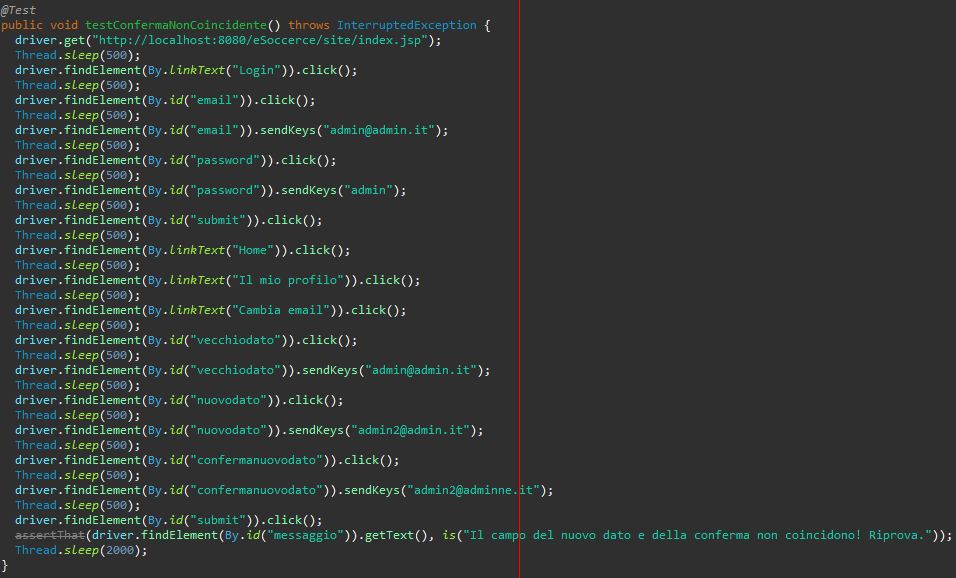 @Test
public void testConfermaNonCoincidente() throws InterruptedException {
driver.get("http://localhost:8080/eSoccerce/site/index.jsp");
Thread.sleep(500);
driver.findElement(By.linkText("Login")).click();
Thread.sleep(500);
driver.findElement(By.id("email")).click();
Thread.sleep(500);
driver.findElement(By.id("email")).sendKeys("admin@admin.it");
Thread.sleep(500);
driver.findElement(By.id("password")).click();
Thread.sleep(500);
driver.findElement(By.id("password")).sendKeys("admin");
Thread.sleep(500);
driver.findElement(By.id("submit")).click();
Thread.sleep(500);
driver.findElement(By.linkText("Home")).click();
Thread.sleep(500);
driver.findElement(By.linkText("Il mio profilo")).click();
Thread.sleep(500);
driver.findElement(By.linkText("Cambia email")).click();
Thread.sleep(500);
driver.findElement(By.id("vecchiodato")).click();
Thread.sleep(500);
driver.findElement(By.id("vecchiodato")).sendKeys("admin@admin.it");
Thread.sleep(500);
driver.findElement(By.id("nuovodato")).click();
Thread.sleep(500);
driver.findElement(By.id("nuovodato")).sendKeys("admin2@admin.it");
Thread.sleep(500);
driver.findElement(By.id("confermanuovodato")).click();
Thread.sleep(500);
driver.findElement(By.id("confermanuovodato")).sendKeys("admin2@adminne.it");
Thread.sleep(500);
driver.findElement(By.id("submit")).click();
assertThat(driver.findElement(By.id("messaggio")).getText(), is("Il campo del nuovo dato e della conferma non coincidono! Riprova."));
Thread.sleep(2000);
}